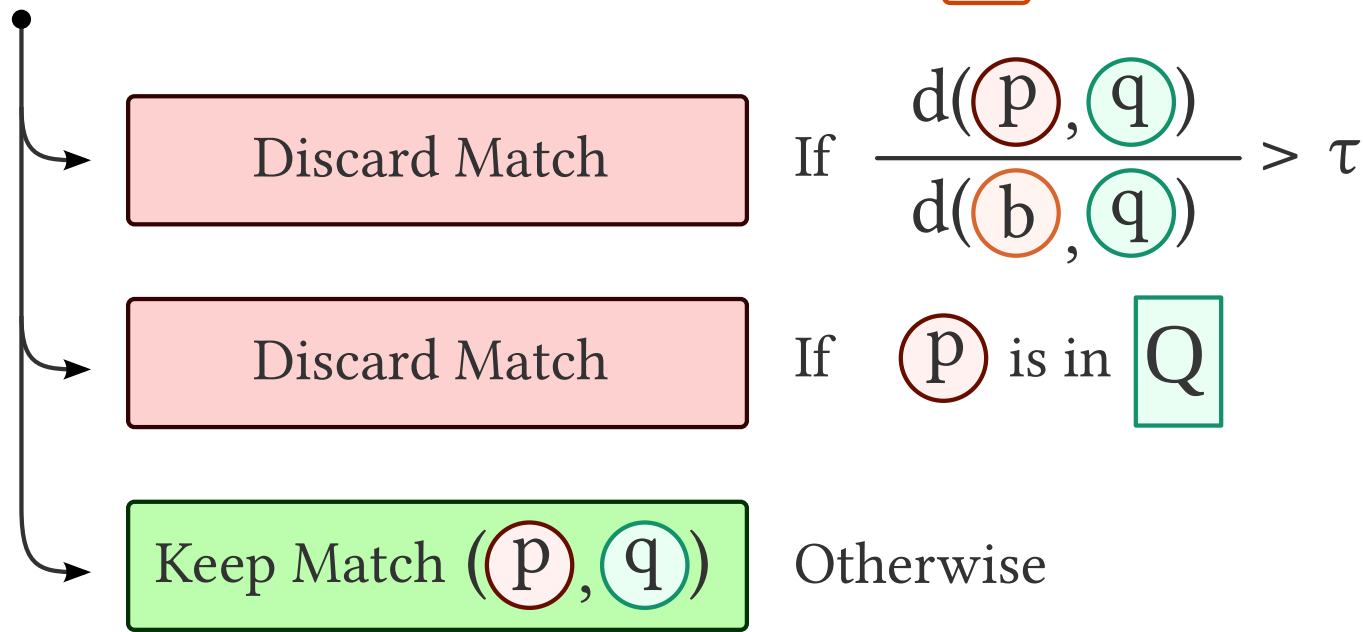 Discard Match If d(p, q) / d(b, q) > τ
Discard Match If p is in Q
Keep Match (p, q) Otherwise